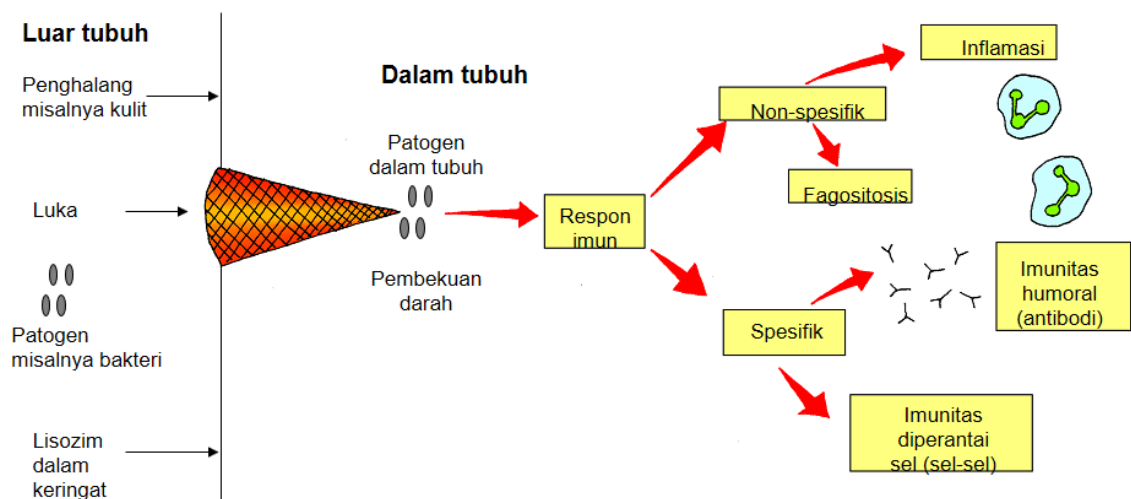 Luar tubuh
Penghalang
misalnya kulit
Luka
Patogen
misalnya bakteri
Lisozim
dalam
keringat
Dalam tubuh
Patogen
dalam tubuh
Pembekuan
darah
Respon
imun
Non-spesifik
Inflamasi
Fagositosis
Spesifik
Imunitas
humoral
(antibodi)
Imunitas
diperantai
sel (sel-sel)